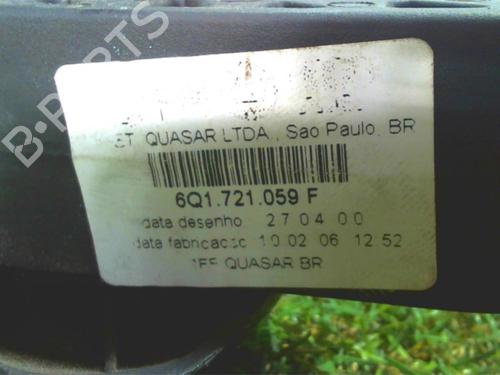 ET. QUASAR LTDA., Sao Paulo, BR
6Q1.721.059 F
data desenho 27 04 00
data fabricacao 10 02 06 12 52
QUASAR BR
B-PARTS